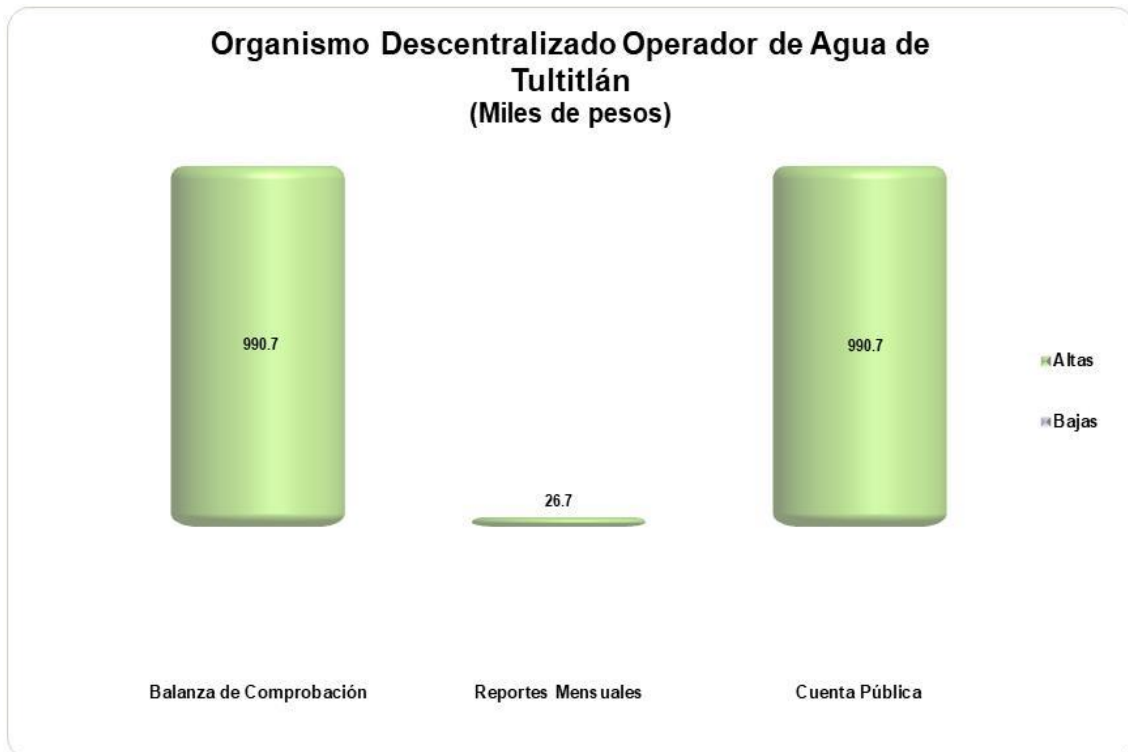 Organismo Descentralizado Operador de Agua de
Tultitlán
(Miles de pesos)
990.7
990.7
Altas
Bajas
26.7
Balanza de Comprobación
Reportes Mensuales
Cuenta Pública